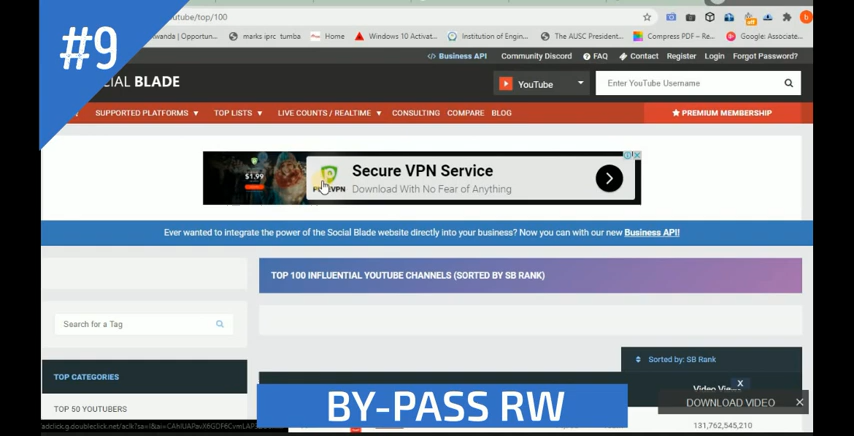 #9
outube/top/100
wanda | Opportun...
marks iprc tumba
Home
Windows 10 Activat...
Institution of Engin...
The AUSC President...
Compress PDF – Re...
Google: Associate...
</> Business API Community Discord FAQ Contact Register Login Forgot Password?
CIAL BLADE
YouTube
Enter YouTube Username
SUPPORTED PLATFORMS TOP LISTS LIVE COUNTS / REALTIME CONSULTING COMPARE BLOG
PREMIUM MEMBERSHIP
$1.99
Secure VPN Service
Download With No Fear of Anything
Ever wanted to integrate the power of the Social Blade website directly into your business? Now you can with our new Business API!
TOP 100 INFLUENTIAL YOUTUBE CHANNELS (SORTED BY SB RANK)
Search for a Tag
Sorted by: SB Rank
TOP CATEGORIES
Video View
X
BY-PASS RW
DOWNLOAD VIDEO
TOP 50 YOUTUBERS
131,762,545,210